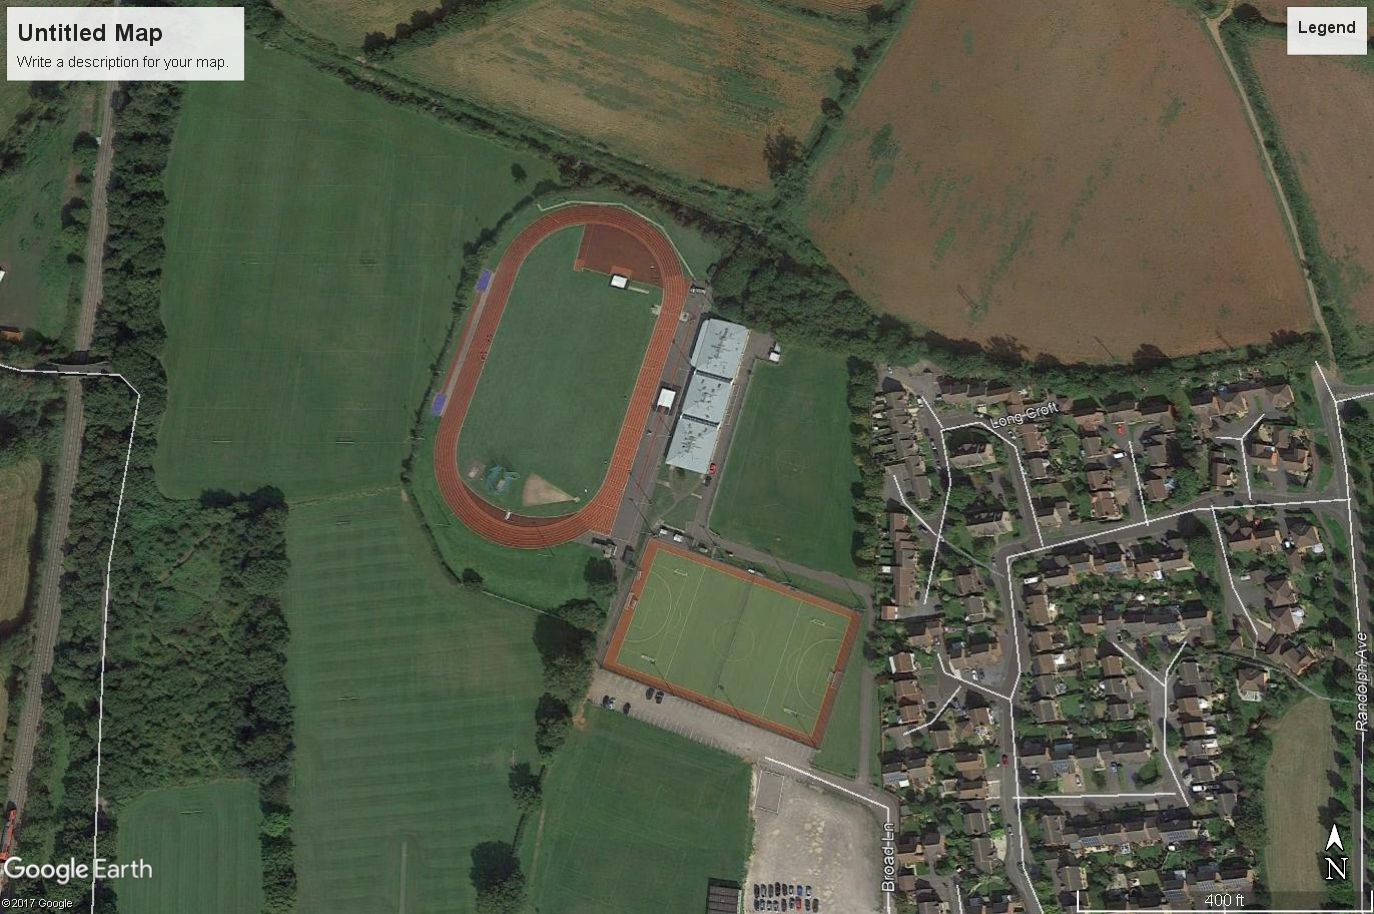 Untitled Map
Write a description for your map.
Legend
Long Croft
Randolph Ave
Broad Ln
N
400 ft
Google Earth
©2017 Google